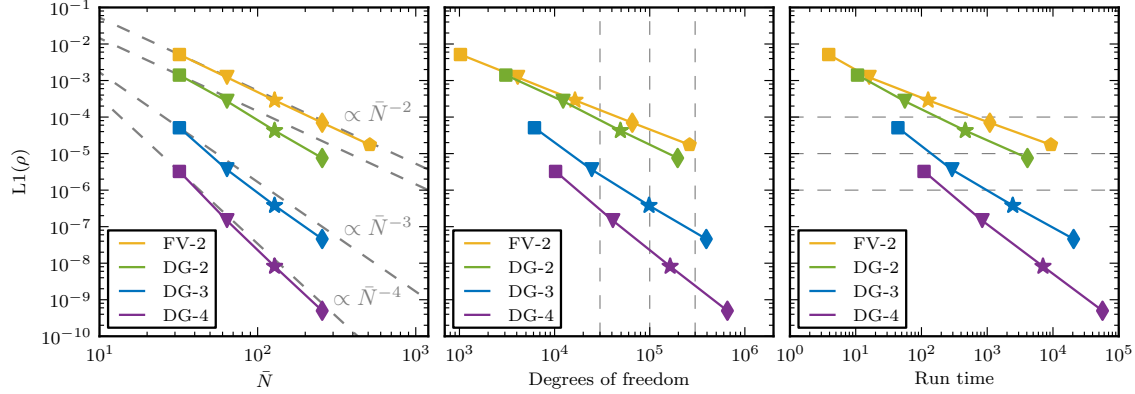 10^{-1}
10^{-2}
10^{-3}
10^{-4}
10^{-5}
10^{-6}
10^{-7}
10^{-8}
10^{-9}
10^{-10}
L1(ρ)
∝ N̄^{-2}
∝ N̄^{-3}
∝ N̄^{-4}
FV-2
DG-2
DG-3
DG-4
10^1
10^2
10^3
N̄
FV-2
DG-2
DG-3
DG-4
10^3
10^4
10^5
10^6
Degrees of freedom
FV-2
DG-2
DG-3
DG-4
10^0
10^1
10^2
10^3
10^4
10^5
Run time